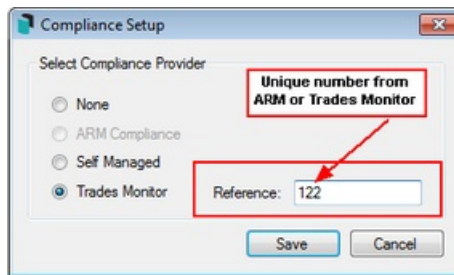 Compliance Setup
Select Compliance Provider
Unique number from
ARM or Trades Monitor
None
ARM Compliance
Self Managed
Trades Monitor
Reference: 122
Save
Cancel